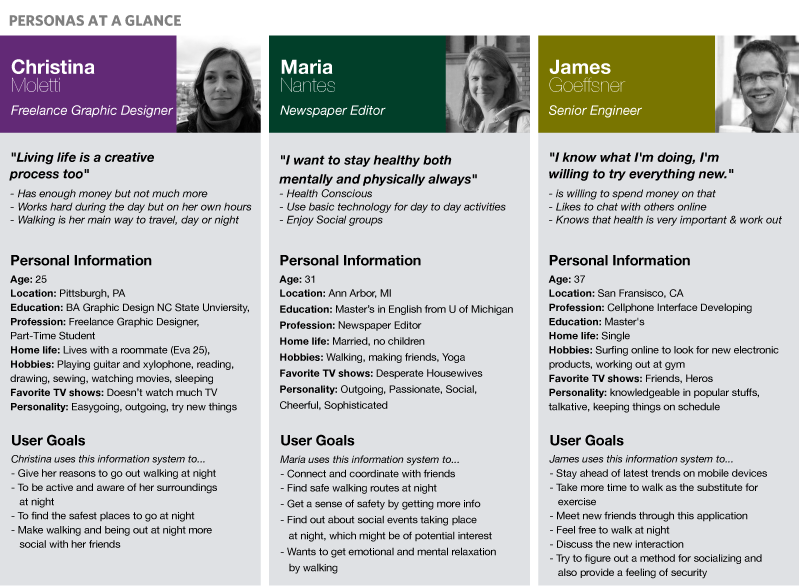 PERSONAS AT A GLANCE
Christina
Moletti
Freelance Graphic Designer
"Living life is a creative
process too"
- Has enough money but not much more
- Works hard during the day but on her own hours
- Walking is her main way to travel, day or night
Personal Information
Age: 25
Location: Pittsburgh, PA
Education: BA Graphic Design NC State Unviersity,
Profession: Freelance Graphic Designer,
Part-Time Student
Home life: Lives with a roommate (Eva 25),
Hobbies: Playing guitar and xylophone, reading,
drawing, sewing, watching movies, sleeping
Favorite TV shows: Doesn't watch much TV
Personality: Easygoing, outgoing, try new things
User Goals
Christina uses this information system to...
- Give her reasons to go out walking at night
- To be active and aware of her surroundings
at night
- To find the safest places to go at night
- Make walking and being out at night more
social with her friends
Maria
Nantes
Newspaper Editor
"I want to stay healthy both
mentally and physically always"
- Health Conscious
- Use basic technology for day to day activities
- Enjoy Social groups
Personal Information
Age: 31
Location: Ann Arbor, MI
Education: Master's in English from U of Michigan
Profession: Newspaper Editor
Home life: Married, no children
Hobbies: Walking, making friends, Yoga
Favorite TV shows: Desperate Housewives
Personality: Outgoing, Passionate, Social,
Cheerful, Sophisticated
User Goals
Maria uses this information system to...
- Connect and coordinate with friends
- Find safe walking routes at night
- Get a sense of safety by getting more info
- Find out about social events taking place
at night, which might be of potential interest
- Wants to get emotional and mental relaxation
by walking
James
Goeffsner
Senior Engineer
"I know what I'm doing, I'm
willing to try everything new."
- is willing to spend money on that
- Likes to chat with others online
- Knows that health is very important & work out
Personal Information
Age: 37
Location: San Fransisco, CA
Profession: Cellphone Interface Developing
Education: Master's
Home life: Single
Hobbies: Surfing online to look for new electronic
products, working out at gym
Favorite TV shows: Friends, Heros
Personality: knowledgeable in popular stuffs,
talkative, keeping things on schedule
User Goals
James uses this information system to...
- Stay ahead of latest trends on mobile devices
- Take more time to walk as the substitute for
exercise
- Meet new friends through this application
- Feel free to walk at night
- Discuss the new interaction
- Try to figure out a method for socializing and
also provide a feeling of security